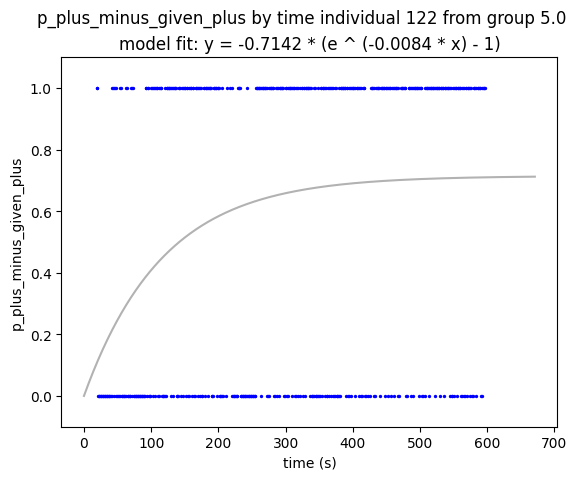 p_plus_minus_given_plus by time individual 122 from group 5.0
model fit: y = -0.7142 * (e ^ (-0.0084 * x) - 1)
1.0
0.8
0.6
0.4
0.2
0.0
p_plus_minus_given_plus
0 100 200 300 400 500 600 700
time (s)